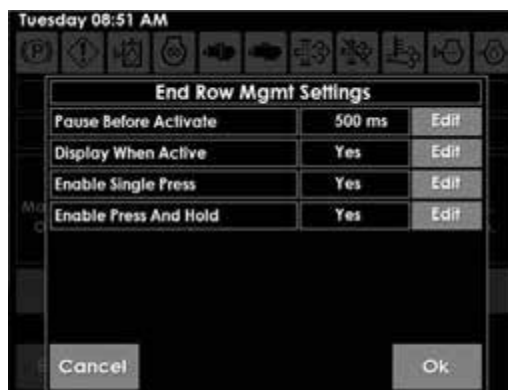 Tuesday 08:51 AM
End Row Mgmt Settings
Pause Before Activate 500 ms Edit
Display When Active Yes Edit
Enable Single Press Yes Edit
Enable Press And Hold Yes Edit
Cancel Ok